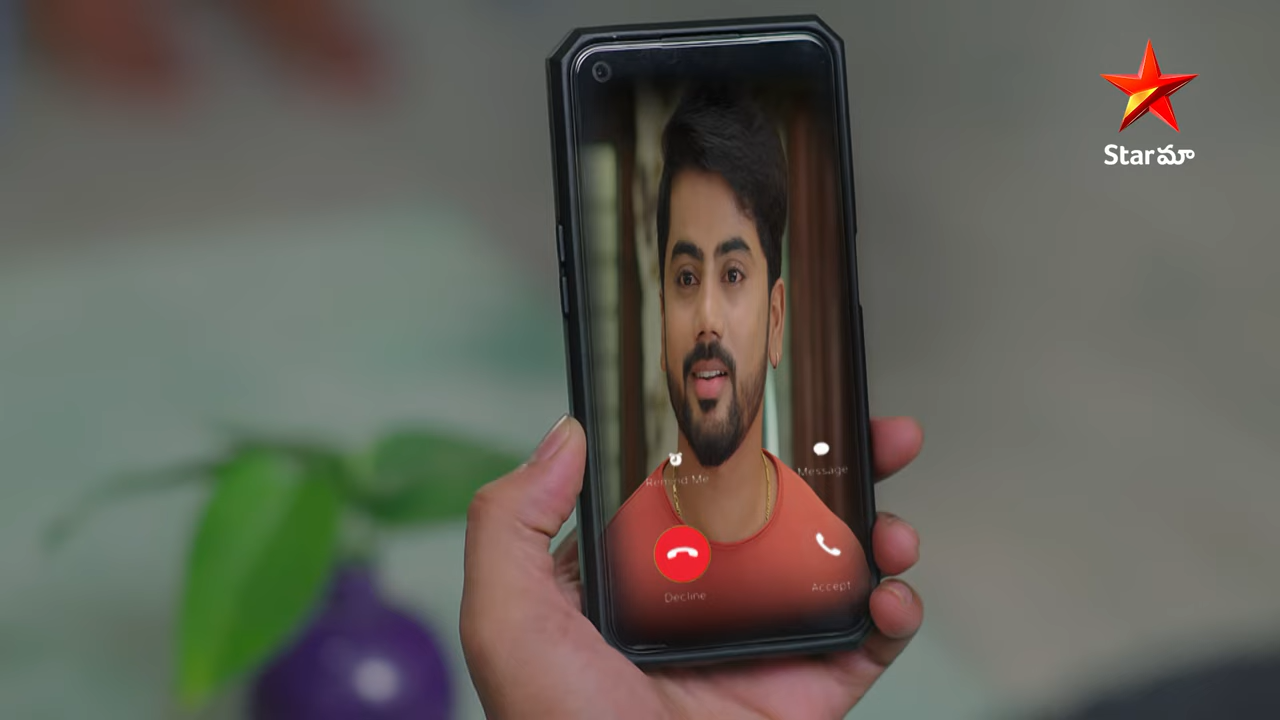 Starమా
Remind Me
Message
Decline
Accept